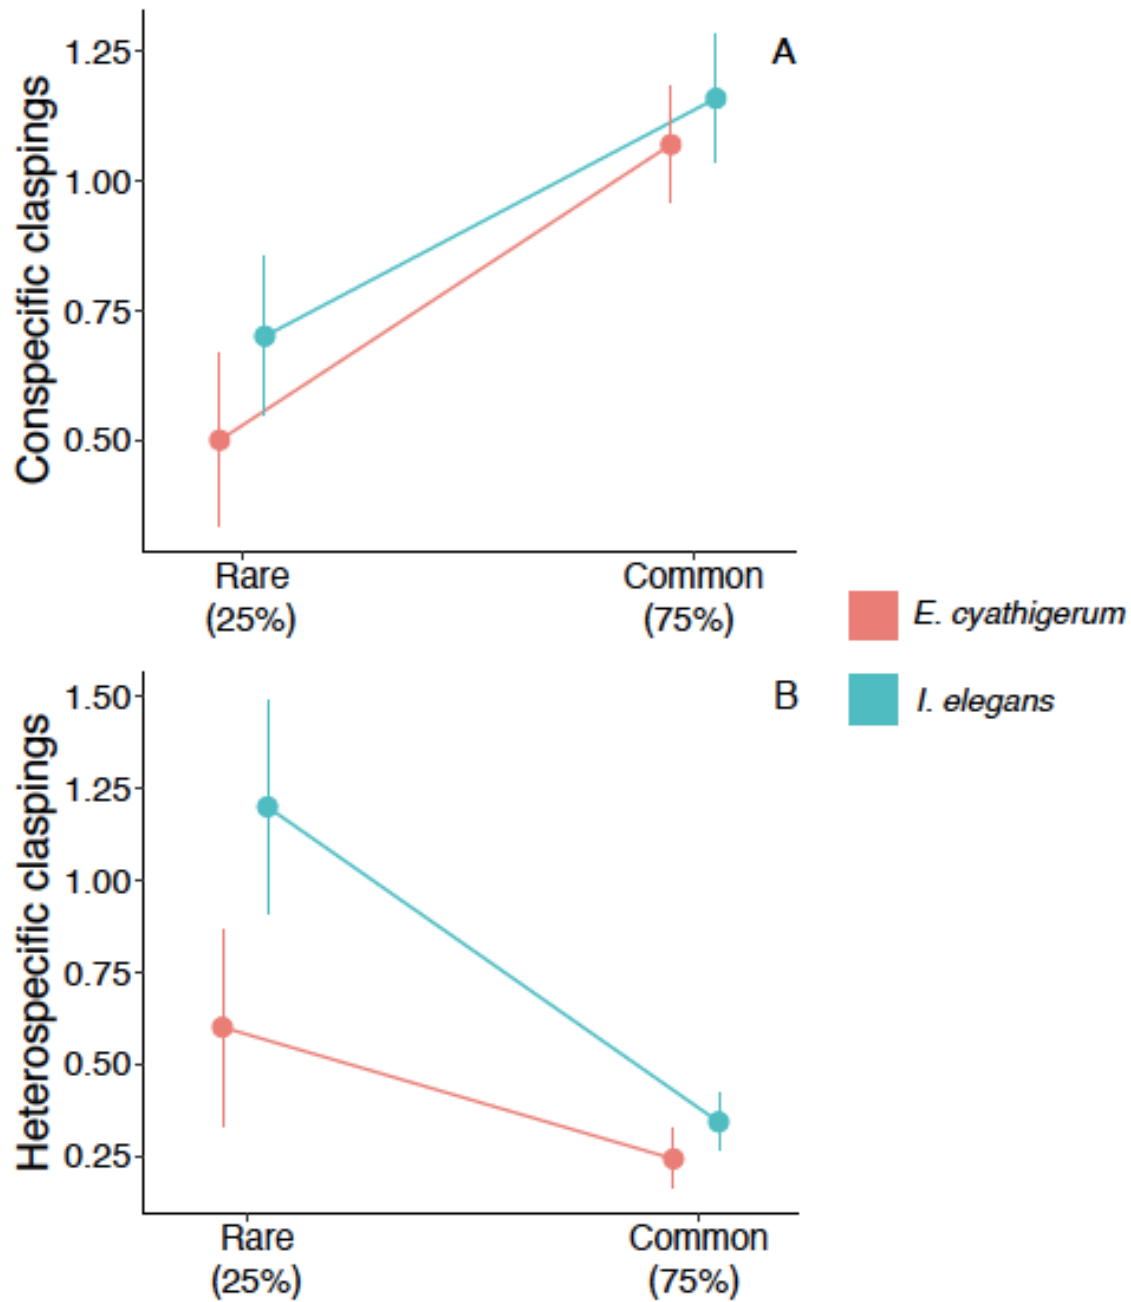 A
Conspecific claspings
1.25
1.00
0.75
0.50
Rare
(25%)
Common
(75%)
E. cyathigerum
I. elegans
B
Heterospecific claspings
1.50
1.25
1.00
0.75
0.50
0.25
Rare
(25%)
Common
(75%)